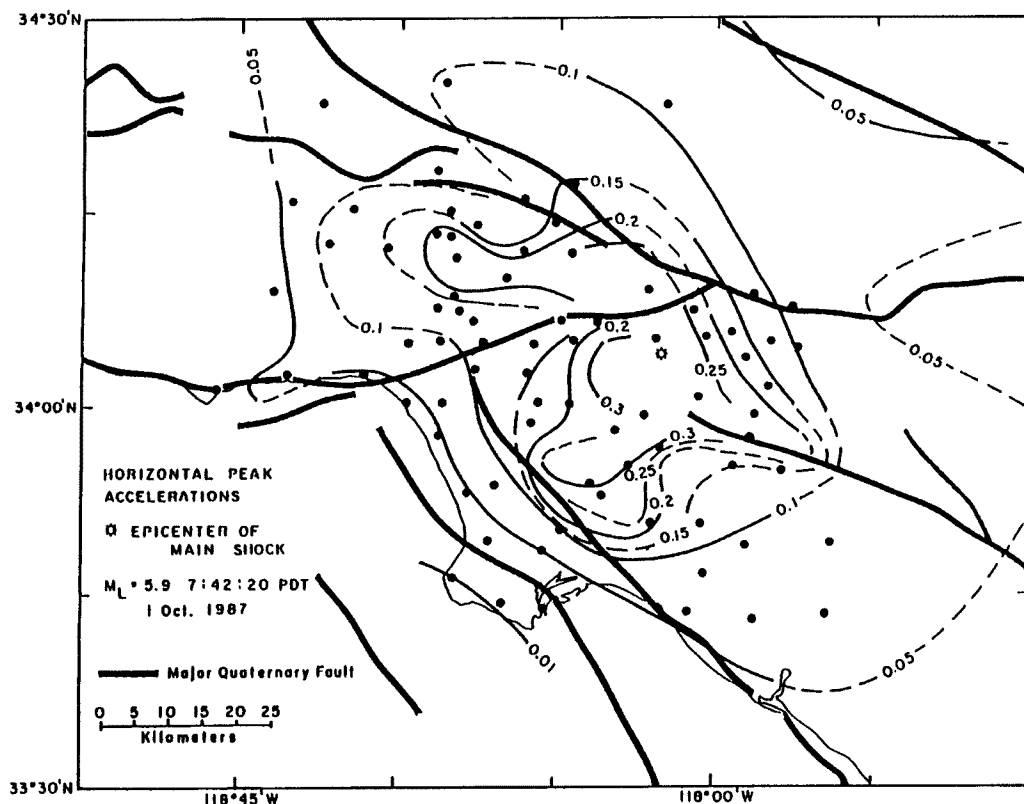 34°30'N
0.05
0.1
0.05
0.15
0.2
0.1
0.2
0.05
0.25
34°00'N
0.3
0.3
0.25
0.2
0.1
0.15
HORIZONTAL PEAK
ACCELERATIONS
EPICENTER OF
MAIN SHOCK
ML = 5.9 7:42:20 PDT
1 Oct. 1987
0.01
0.05
Major Quaternary Fault
0 5 10 15 20 25
Kilometers
33°30'N
118°45'W
118°00'W